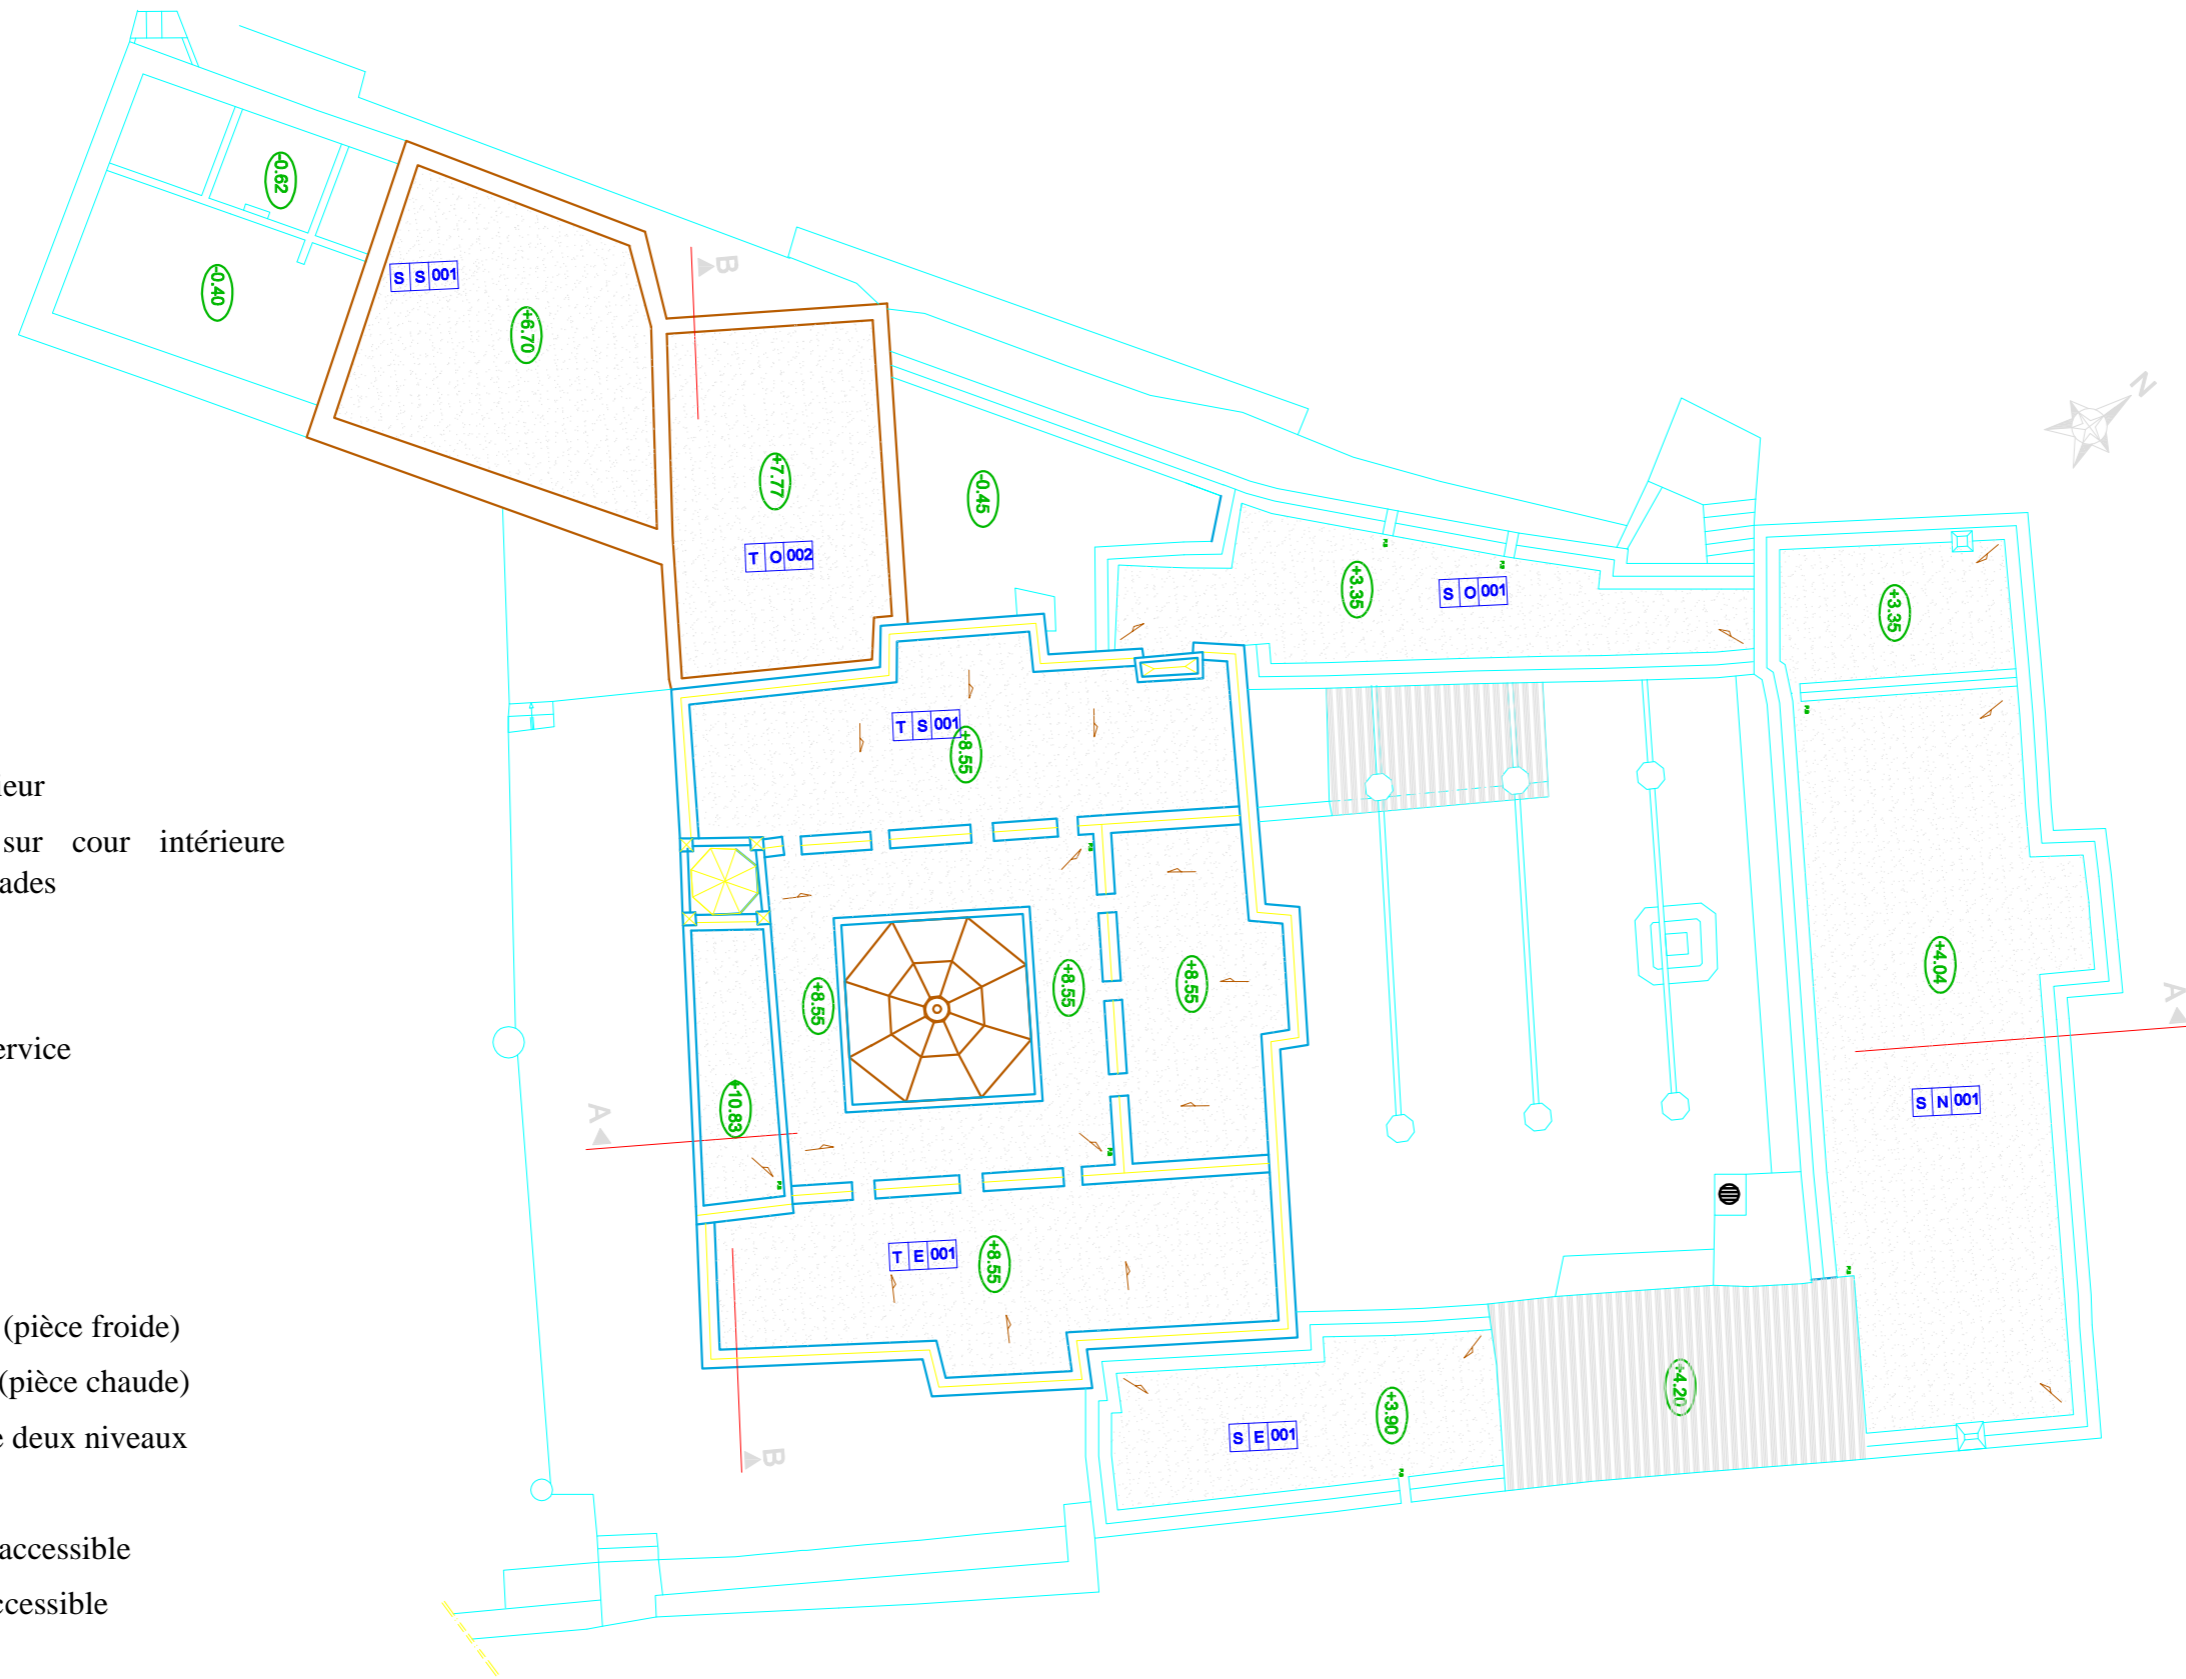 -0.62
-0.40
S S 001
+6.70
B
+7.77
T O 002
-0.45
+3.35
S O 001
N
+3.35
T S 001
+8.55
ieur
sur cour intérieure
ades
+4.04
A
+8.55
+8.55
+8.55
ervice
+10.83
A
S N 001
T E 001
+8.55
(pièce froide)
(pièce chaude)
e deux niveaux
+4.20
+3.90
S E 001
B
accessible
ccessible